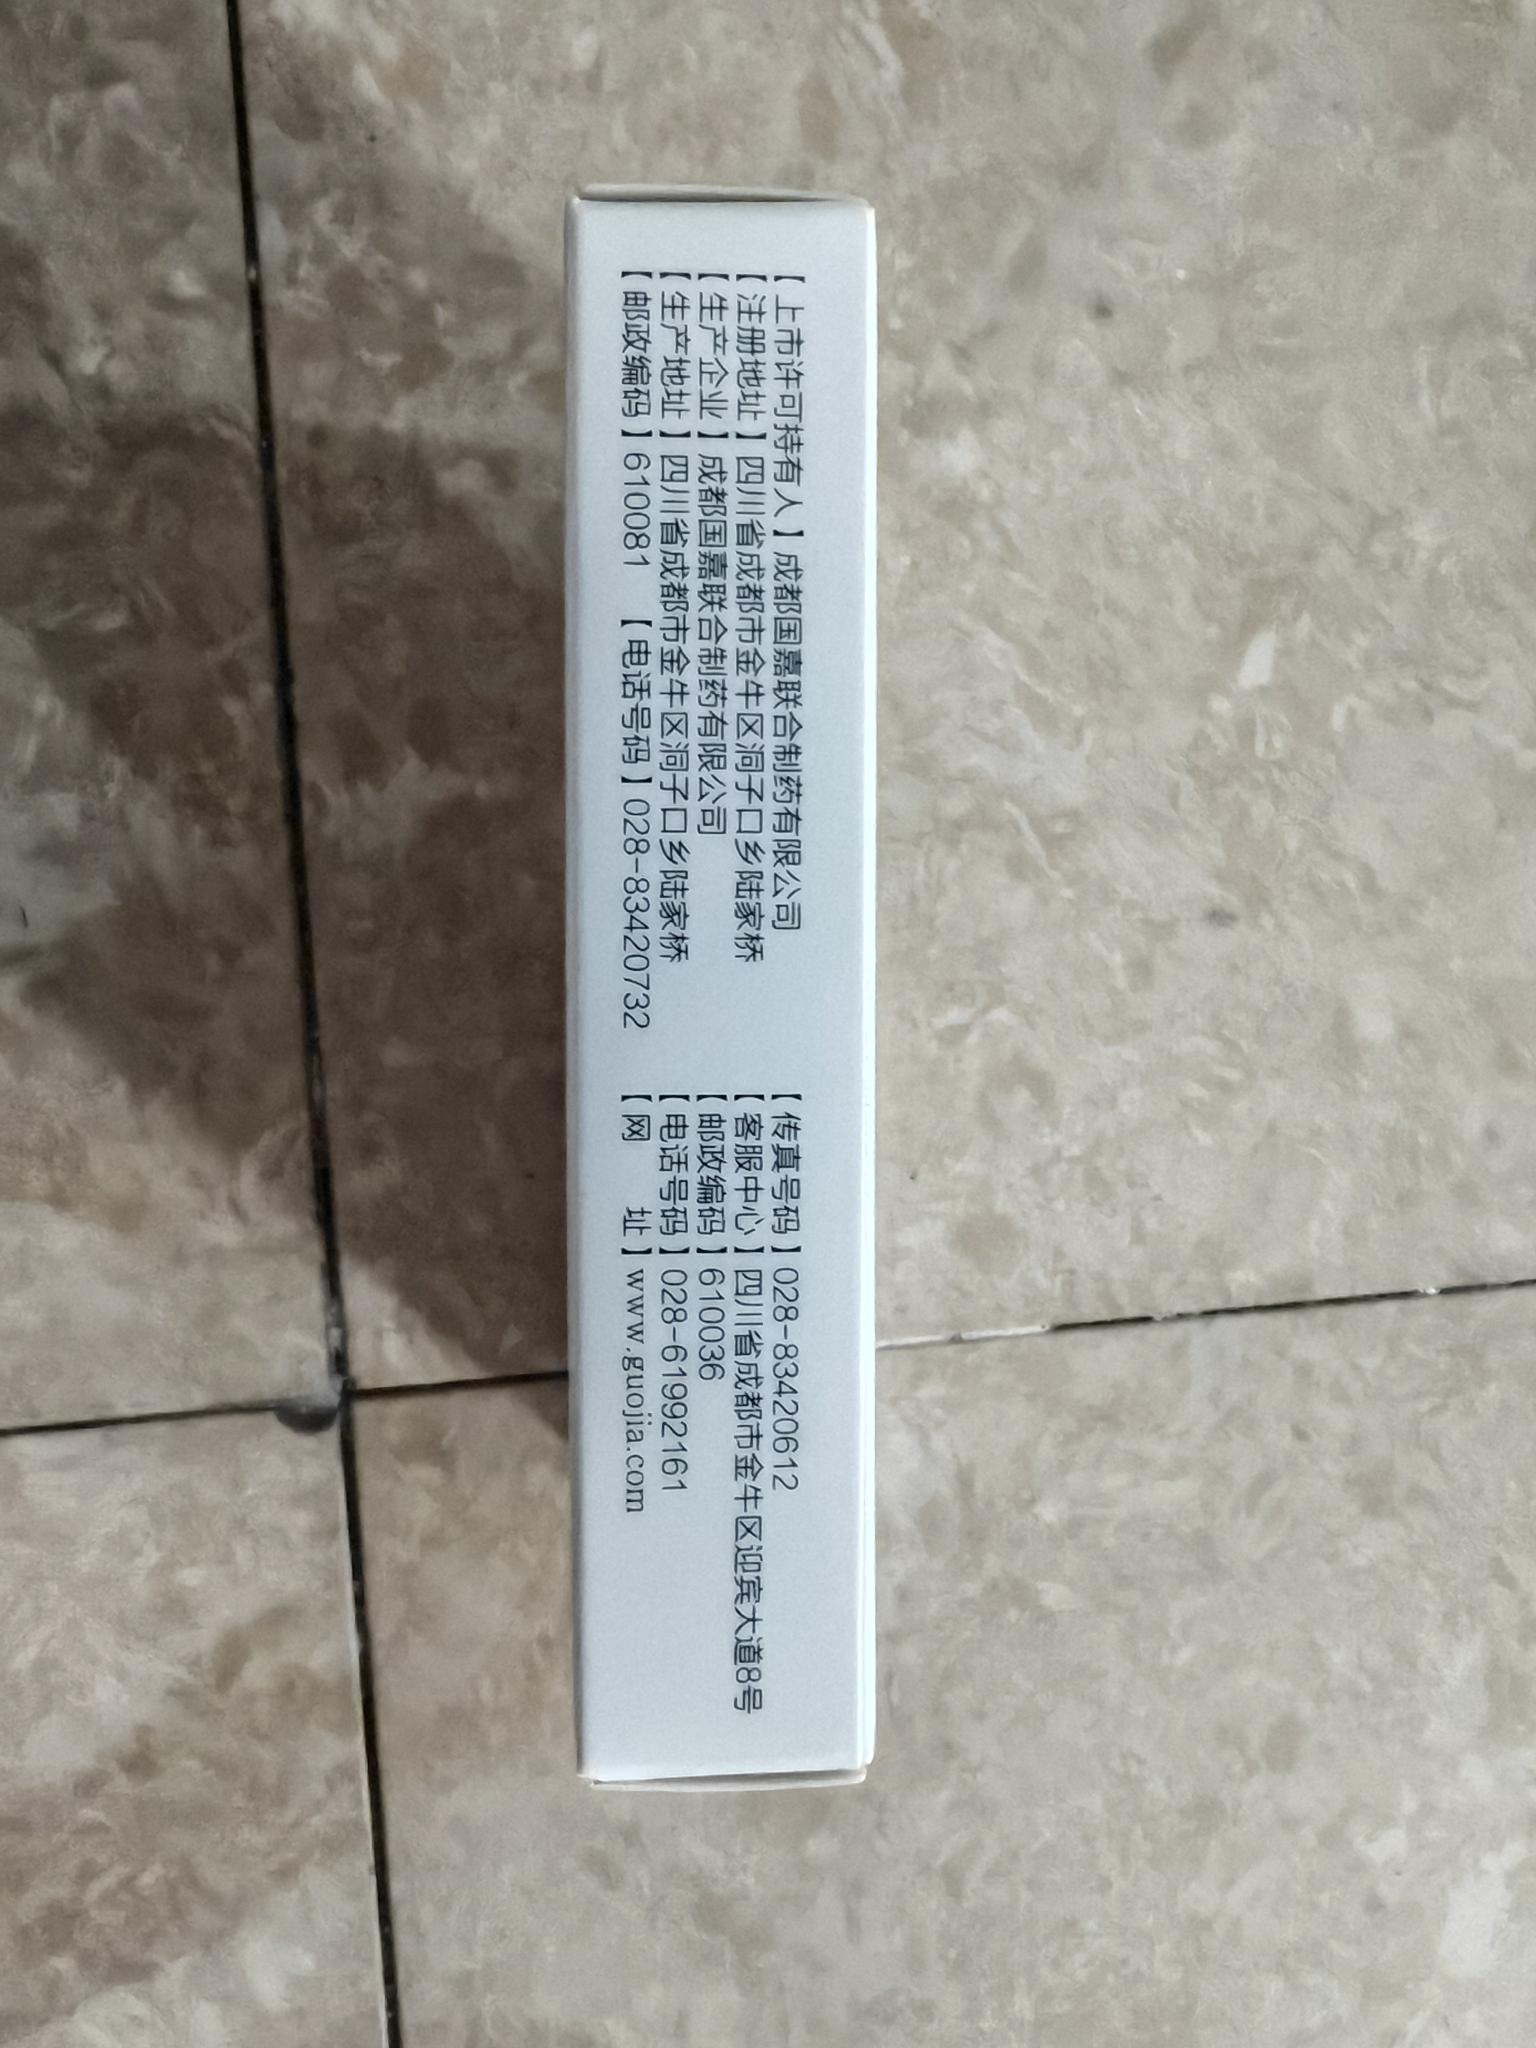 【上市许可持有人】成都国嘉联合制药有限公司
【注册地址】四川省成都市金牛区洞子口乡陆家桥
【生产企业】成都国嘉联合制药有限公司
【生产地址】四川省成都市金牛区洞子口乡陆家桥
【邮政编码】610081 【电话号码】028-83420732
【传真号码】028-83420612
【客服中心】四川省成都市金牛区迎宾大道8号
【邮政编码】610036
【电话号码】028-61992161
【网 址】www.guojia.com